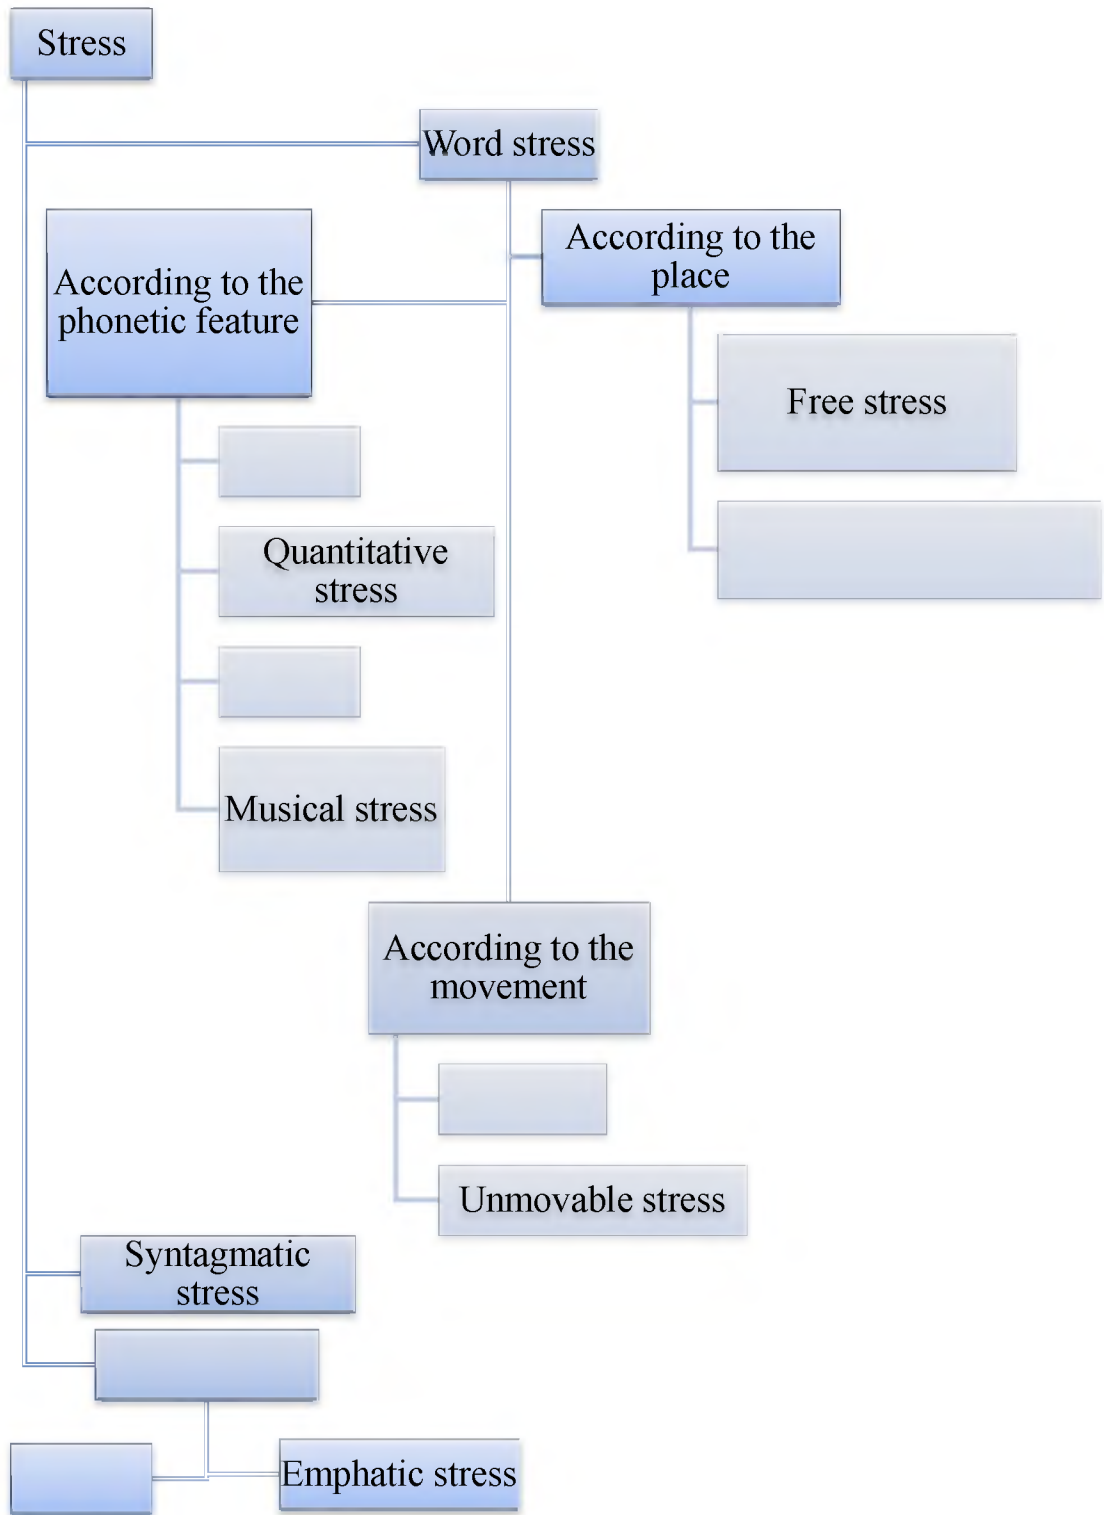 Stress
Word stress
According to the
place
According to the
phonetic feature
Free stress
Quantitative
stress
Musical stress
According to the
movement
Unmovable stress
Syntagmatic
stress
Emphatic stress